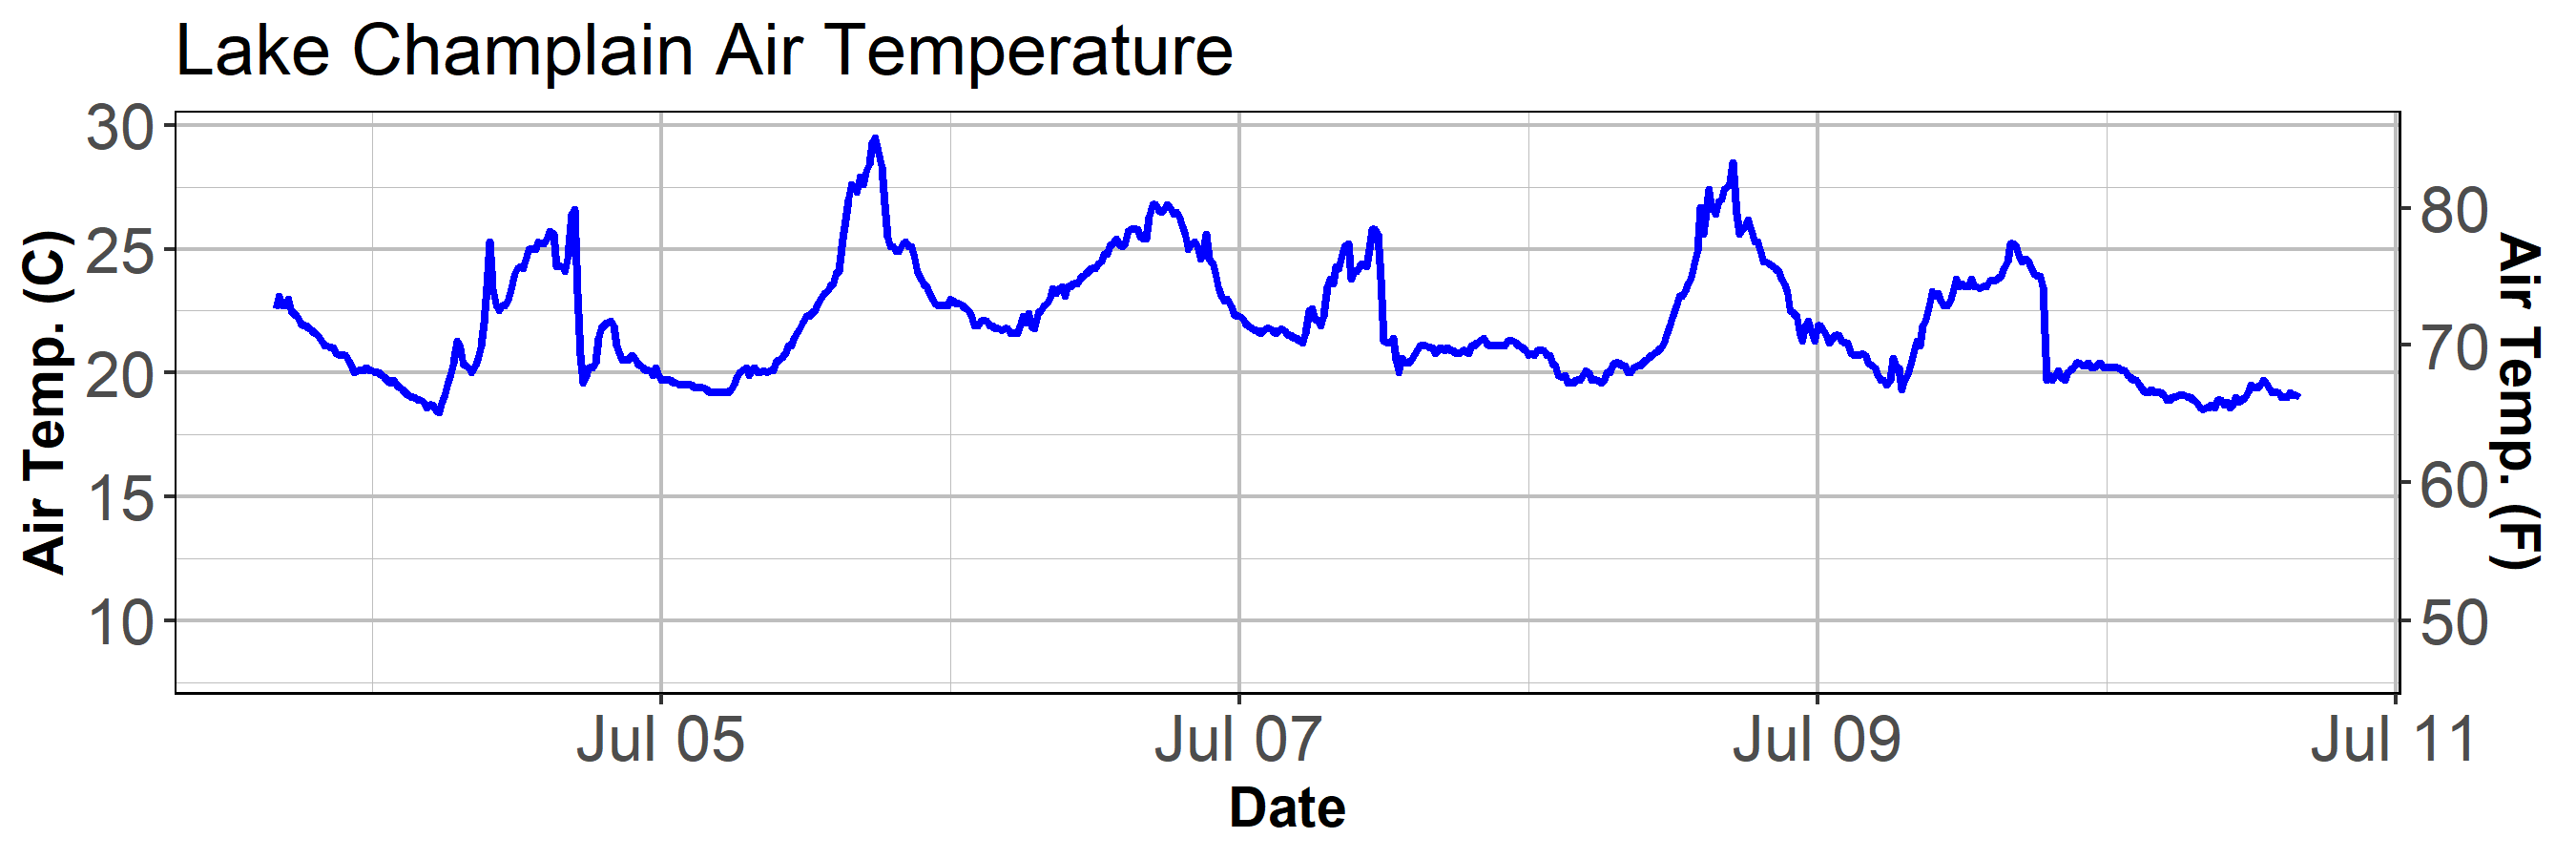 Lake Champlain Air Temperature
Air Temp. (C)
30
25
20
15
10
80
70
60
50
Air Temp. (F)
Jul 05
Jul 07
Jul 09
Jul 11
Date